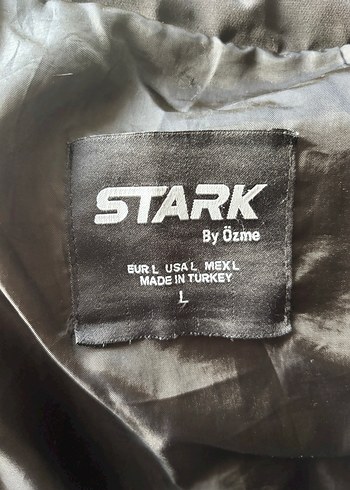 STARK
By Özme
EUR L USA L MEX L
MADE IN TURKEY
L